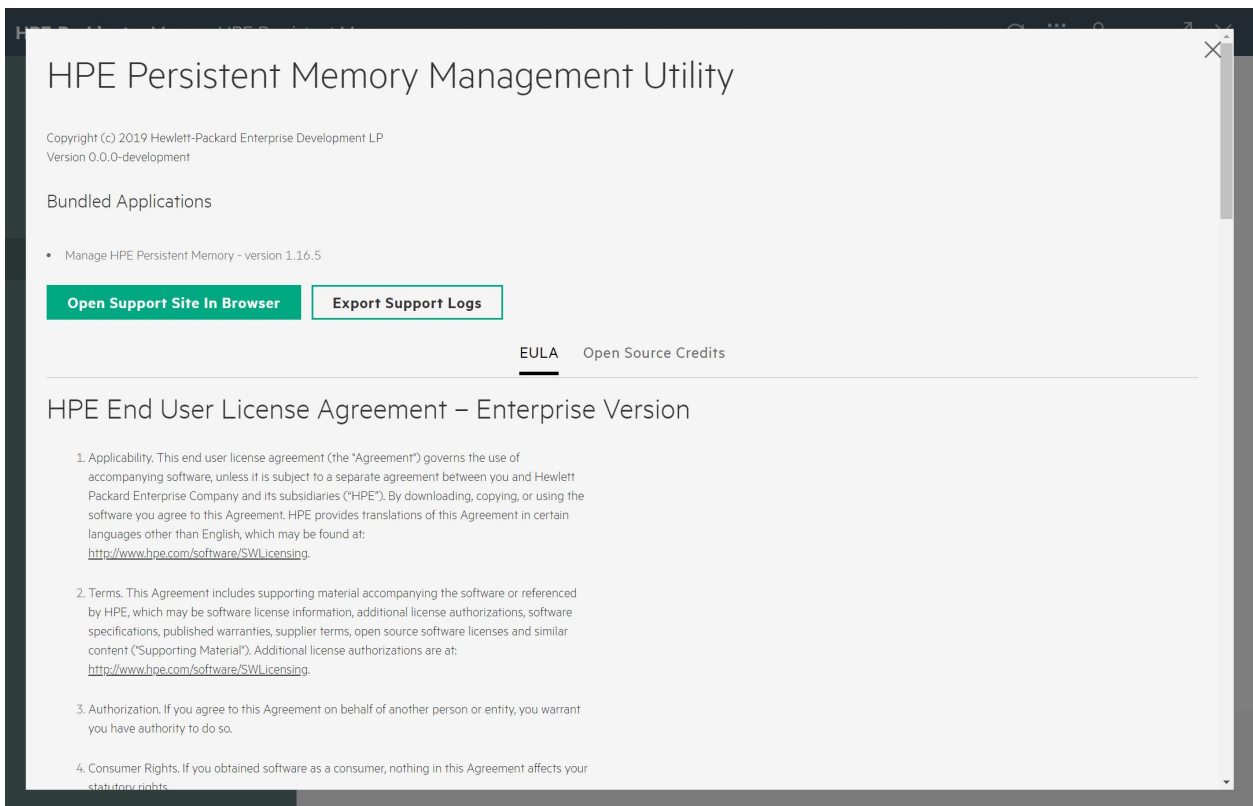 HPE Persistent Memory Management Utility
Copyright (c) 2019 Hewlett-Packard Enterprise Development LP
Version 0.0.0-development
Bundled Applications
• Manage HPE Persistent Memory - version 1.16.5
Open Support Site In Browser
Export Support Logs
EULA
Open Source Credits
HPE End User License Agreement – Enterprise Version
1. Applicability. This end user license agreement (the "Agreement") governs the use of
accompanying software, unless it is subject to a separate agreement between you and Hewlett
Packard Enterprise Company and its subsidiaries ("HPE"). By downloading, copying, or using the
software you agree to this Agreement. HPE provides translations of this Agreement in certain
languages other than English, which may be found at:
http://www.hpe.com/software/SWLicensing.
2. Terms. This Agreement includes supporting material accompanying the software or referenced
by HPE, which may be software license information, additional license authorizations, software
specifications, published warranties, supplier terms, open source software licenses and similar
content ("Supporting Material"). Additional license authorizations are at:
http://www.hpe.com/software/SWLicensing.
3. Authorization. If you agree to this Agreement on behalf of another person or entity, you warrant
you have authority to do so.
4. Consumer Rights. If you obtained software as a consumer, nothing in this Agreement affects your
statutory rights